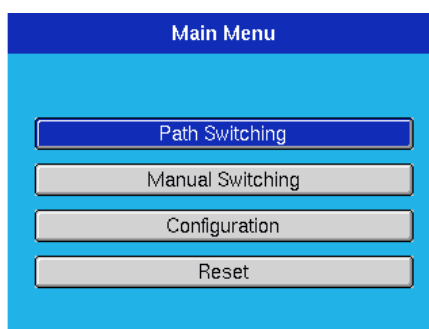 Main Menu
Path Switching
Manual Switching
Configuration
Reset